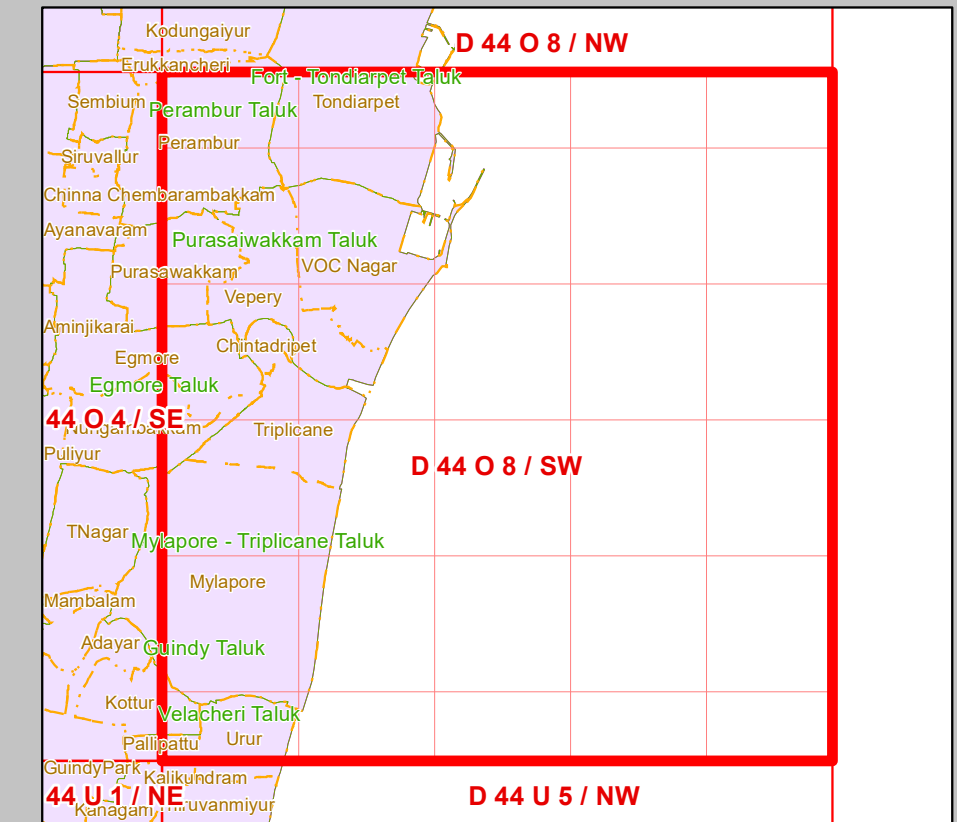 Kodungaiyur
D 44 O 8 / NW
Erukkancheri
Fort - Tondiarpet Taluk
Sembium
Perambur Taluk
Tondiarpet
Perambur
Siruvallur
Chinna Chembarambakkam
Ayanavaram
Purasaiwakkam Taluk
Purasawakkam
VOC Nagar
Vepery
Aminjikarai
Chintadripet
Egmore
Egmore Taluk
44 O 4 / SE
Nungambakkam
Triplicane
Puliyur
D 44 O 8 / SW
TNagar
Mylapore - Triplicane Taluk
Mylapore
Mambalam
Adayar
Guindy Taluk
Kottur
Velacheri Taluk
Pallipattu
Urur
GuindyPark
Kalikundram
44 U 1 / NE
D 44 U 5 / NW
Kanagam
Thiruvanmiyur